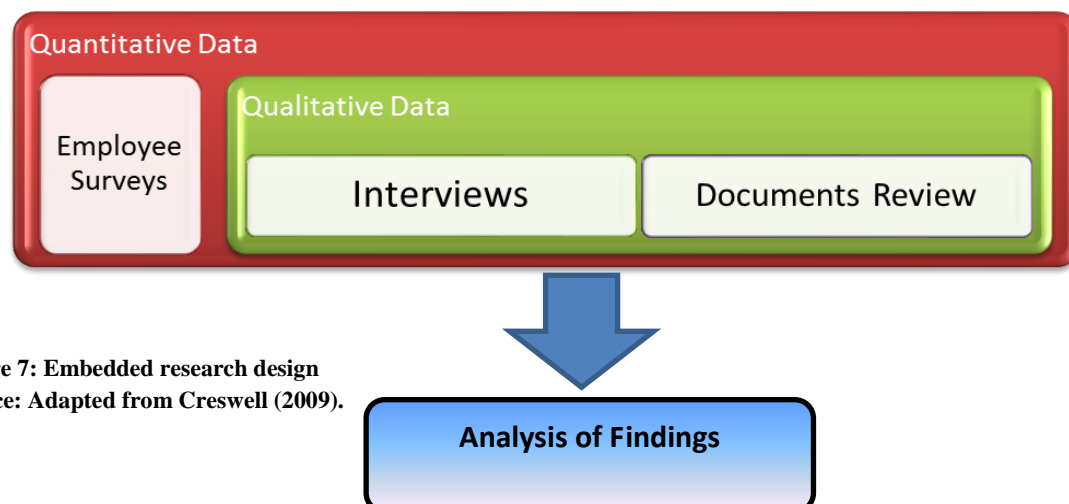 Quantitative Data
Qualitative Data
Employee
Surveys
Interviews
Documents Review
re 7: Embedded research design
ce: Adapted from Creswell (2009).
Analysis of Findings